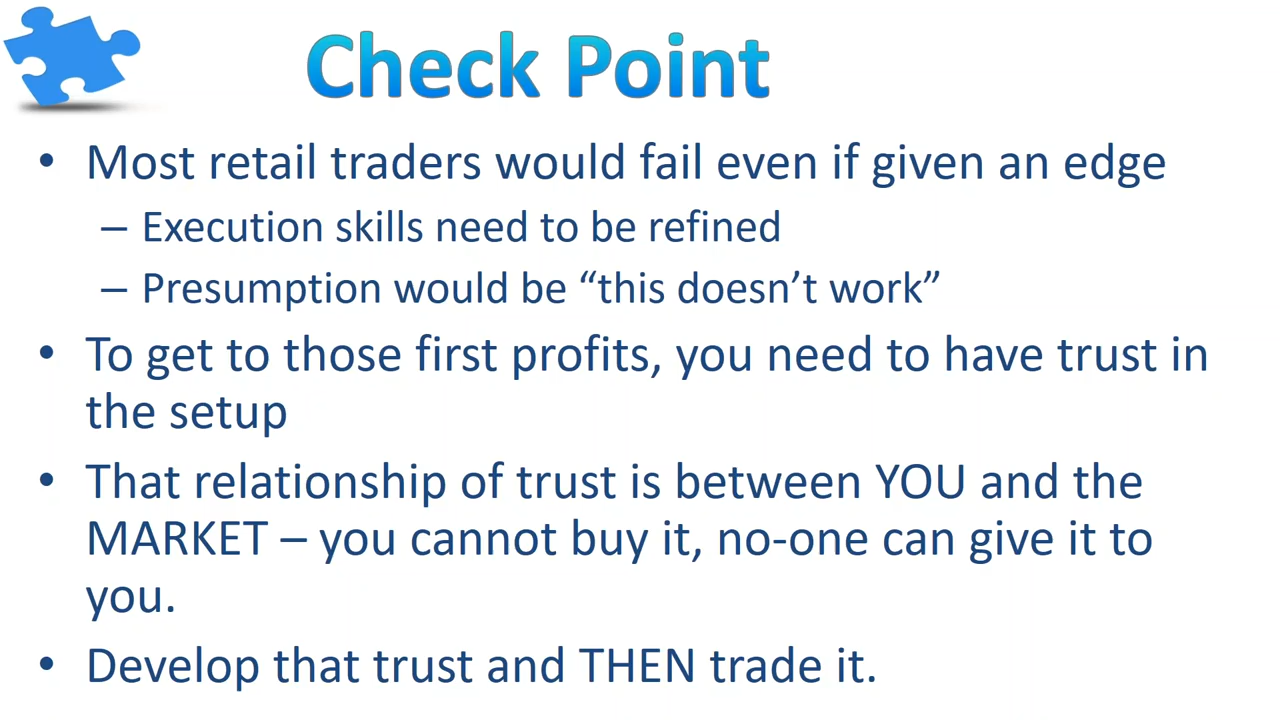 Check Point
• Most retail traders would fail even if given an edge
– Execution skills need to be refined
– Presumption would be “this doesn’t work”
• To get to those first profits, you need to have trust in
the setup
• That relationship of trust is between YOU and the
MARKET – you cannot buy it, no-one can give it to
you.
• Develop that trust and THEN trade it.